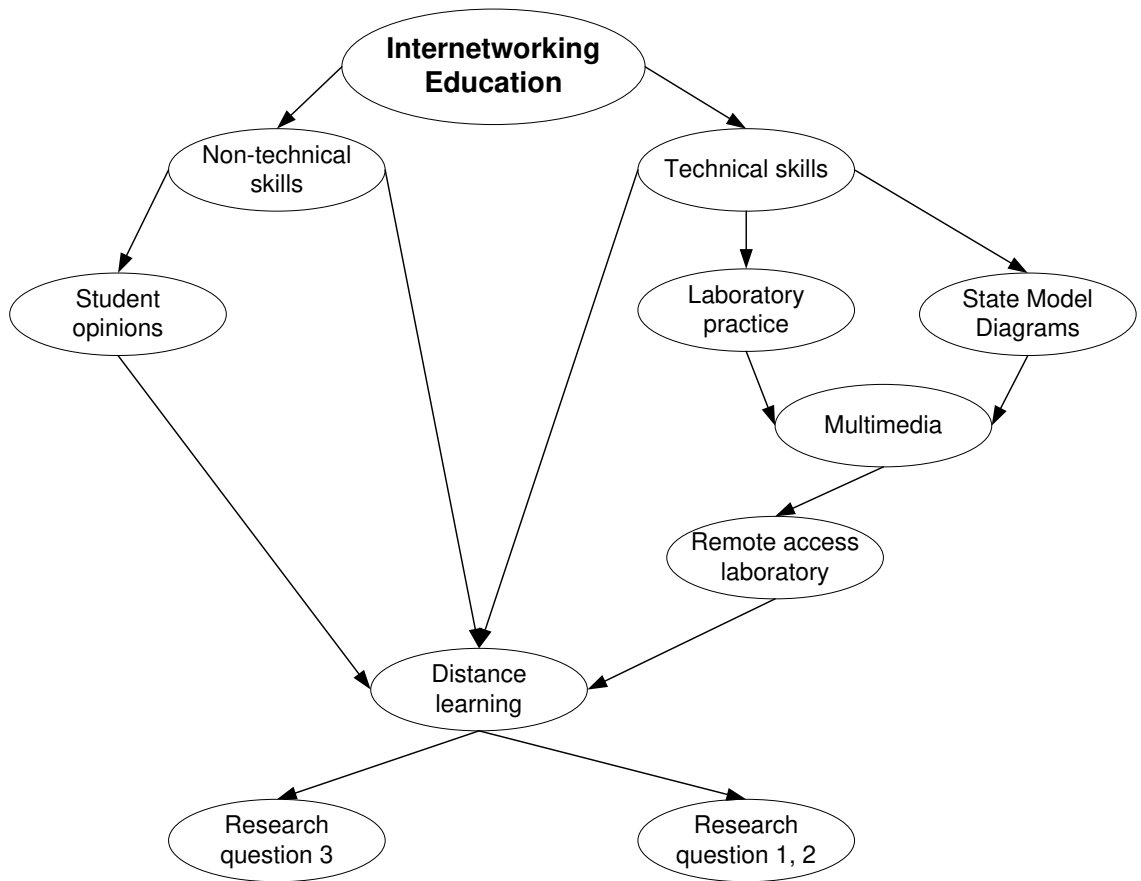 Internetworking
Education
Non-technical
skills
Technical skills
Student
opinions
Laboratory
practice
State Model
Diagrams
Multimedia
Remote access
laboratory
Distance
learning
Research
question 3
Research
question 1, 2